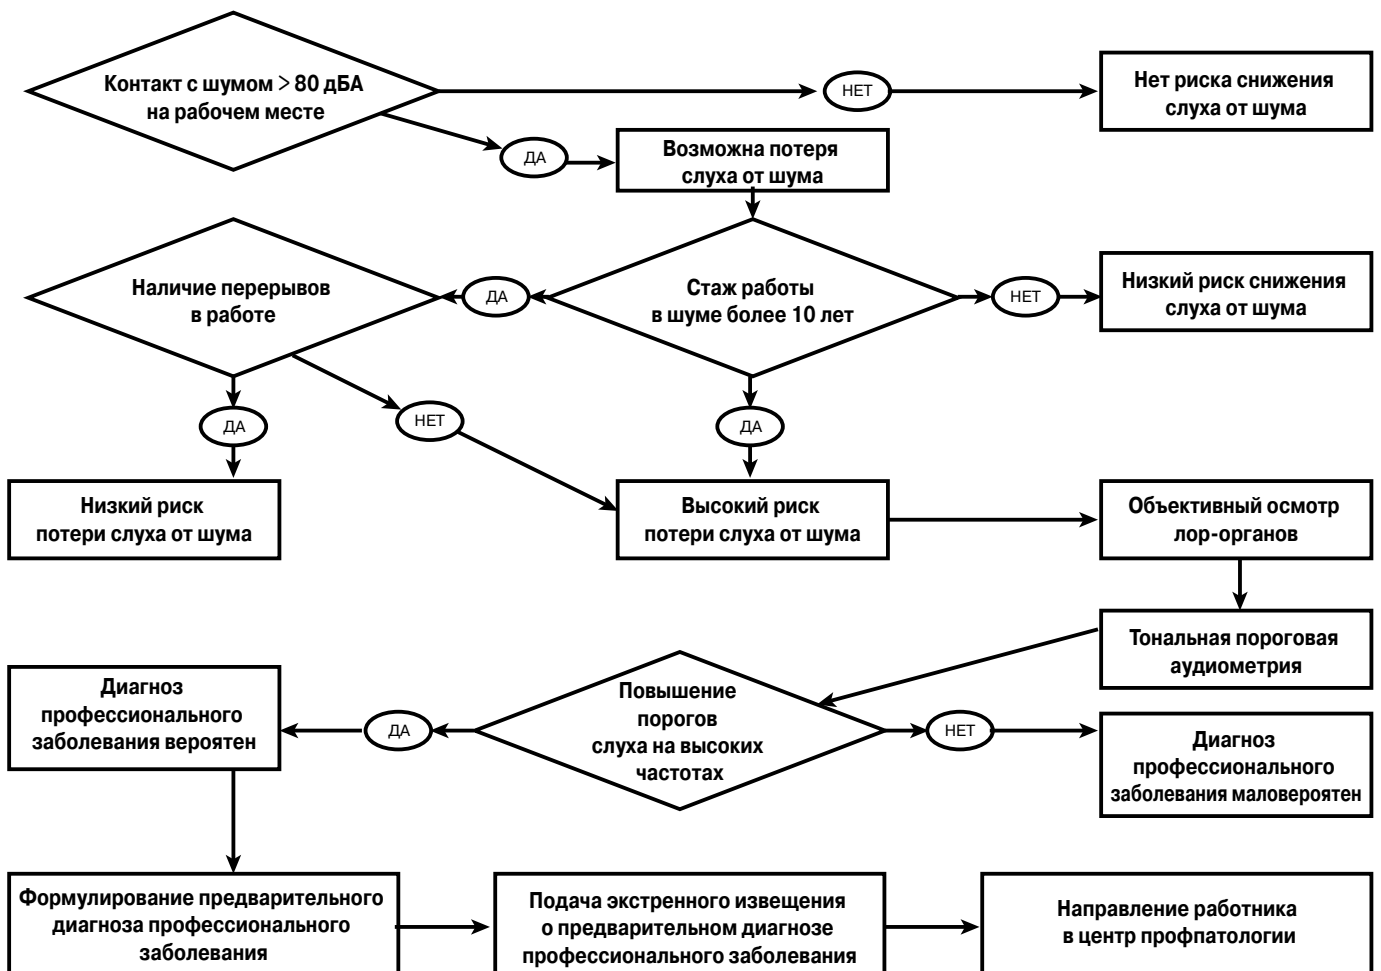 Контакт с шумом > 80 дБА
на рабочем месте
НЕТ
Нет риска снижения
слуха от шума
ДА
Возможна потеря
слуха от шума
Наличие перерывов
в работе
ДА
Стаж работы
в шуме более 10 лет
НЕТ
Низкий риск снижения
слуха от шума
ДА
НЕТ
ДА
Низкий риск
потери слуха от шума
Высокий риск
потери слуха от шума
Объективный осмотр
лор-органов
Тональная пороговая
аудиометрия
Диагноз
профессионального
заболевания вероятен
ДА
Повышение
порогов
слуха на высоких
частотах
НЕТ
Диагноз
профессионального
заболевания маловероятен
Формулирование предварительного
диагноза профессионального
заболевания
Подача экстренного извещения
о предварительном диагнозе
профессионального заболевания
Направление работника
в центр профпатологии